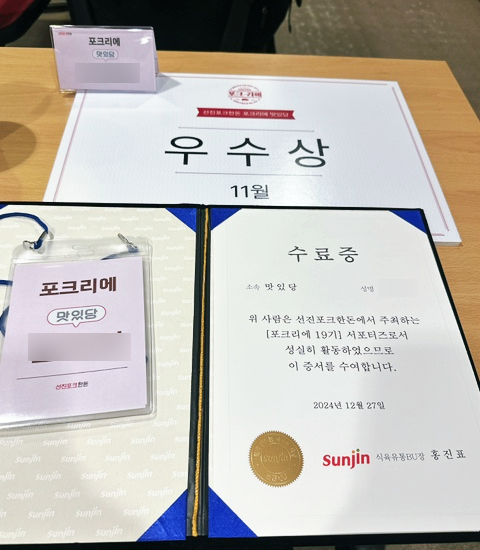 포크리에
맛있당
포크리에
선진포크한돈 포크리에 맛있당
우수상
11월
포크리에
맛있당
선진포크한돈
수료증
소속 맛있당 성명
위 사람은 선진포크한돈에서 주최하는
[포크리에 19기] 서포터즈로서
성실히 활동하였으므로
이 증서를 수여합니다.
2024년 12월 27일
Sunjin 식육유통BU장 홍진표